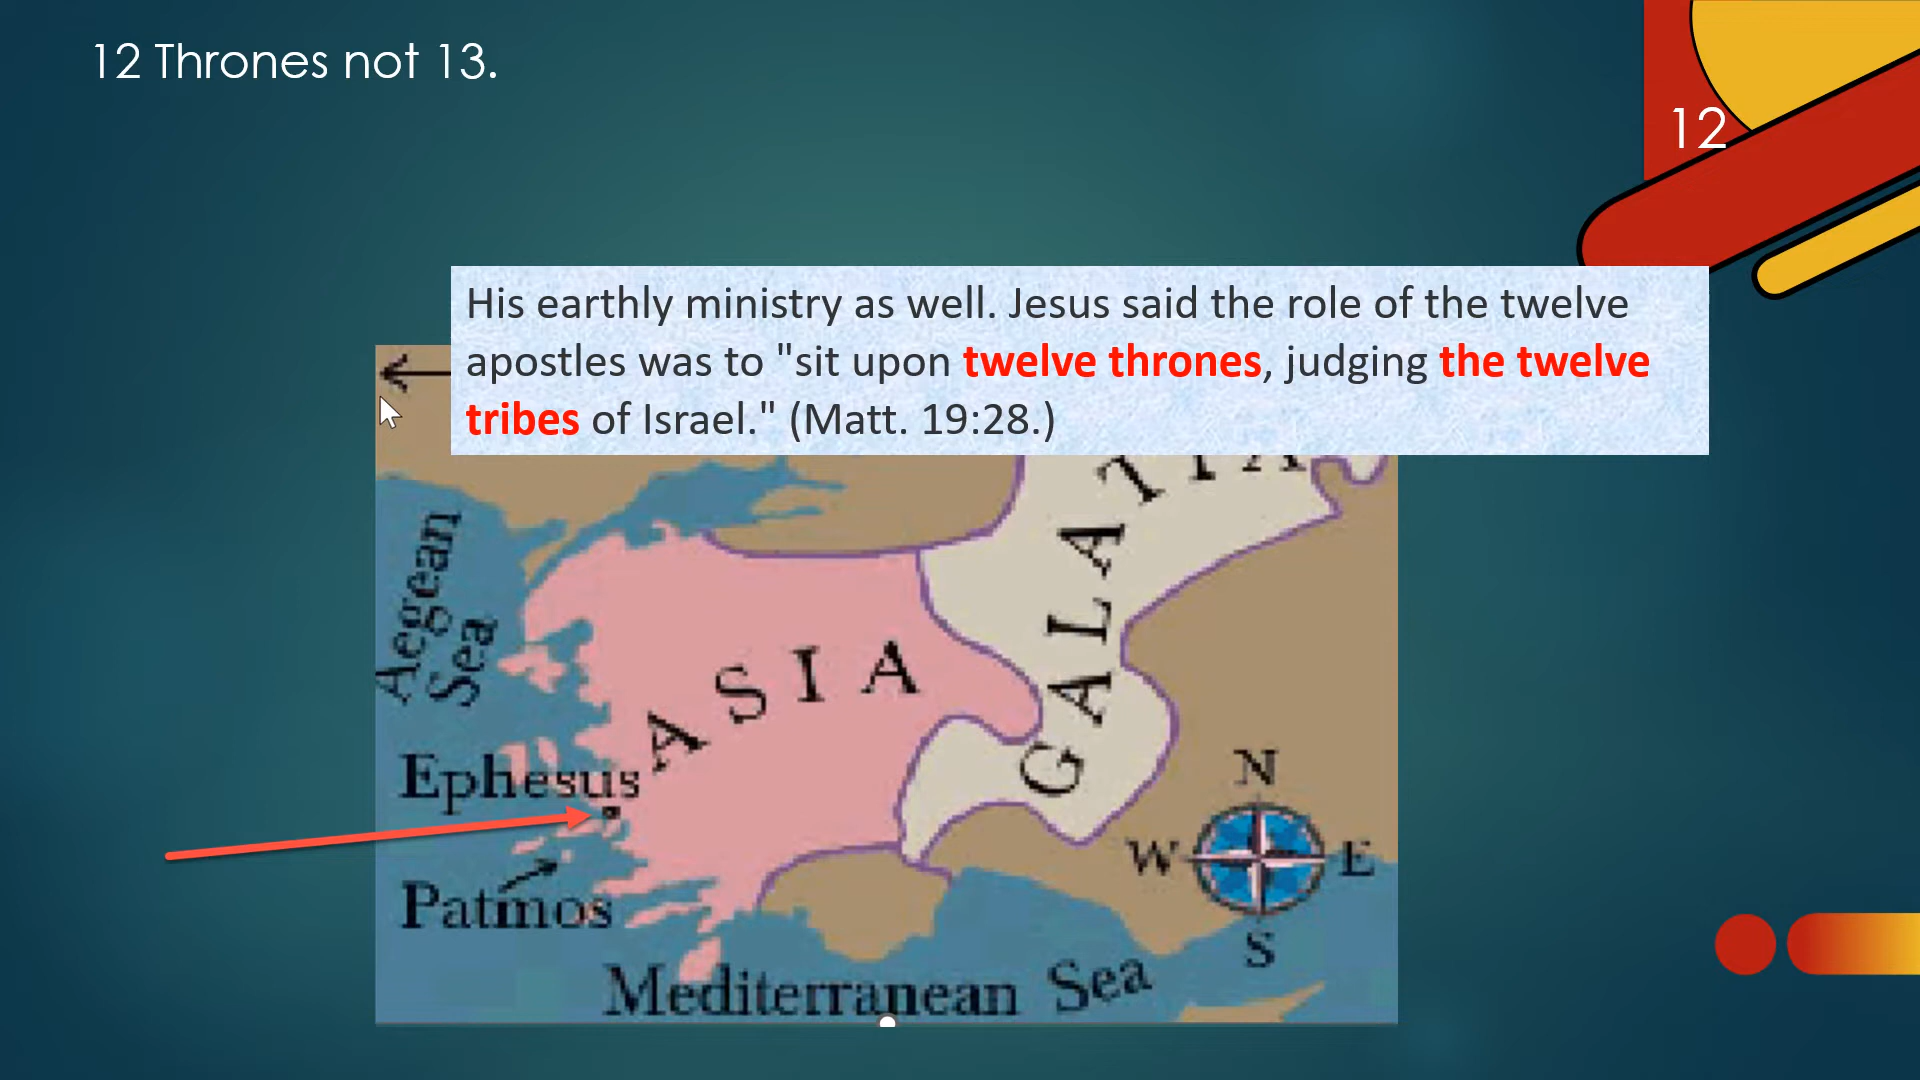 12 Thrones not 13.
12
His earthly ministry as well. Jesus said the role of the twelve
apostles was to "sit upon twelve thrones, judging the twelve
tribes of Israel." (Matt. 19:28.)
GALATIA
Aegean
Sea
ASIA
Ephesus
Patmos
Mediterranean Sea
N
W
E
S